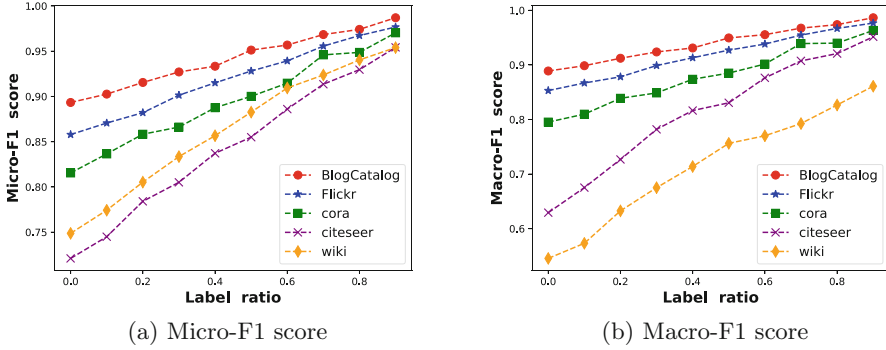 1.00
0.95
0.90
0.85
0.80
0.75
Micro-F1 score
0.0 0.2 0.4 0.6 0.8
Label ratio
BlogCatalog
Flickr
cora
citeseer
wiki
(a) Micro-F1 score
1.0
0.9
0.8
0.7
0.6
Macro-F1 score
0.0 0.2 0.4 0.6 0.8
Label ratio
BlogCatalog
Flickr
cora
citeseer
wiki
(b) Macro-F1 score